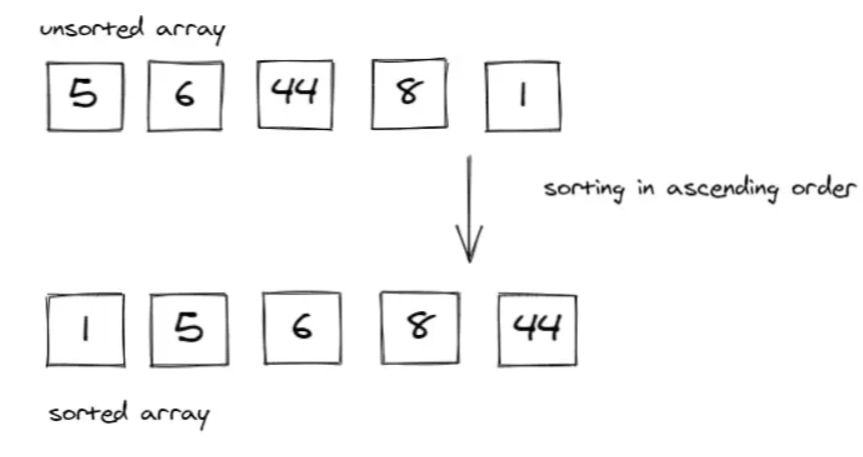 unsorted array
5 6 44 8 1
sorting in ascending order
1 5 6 8 44
sorted array